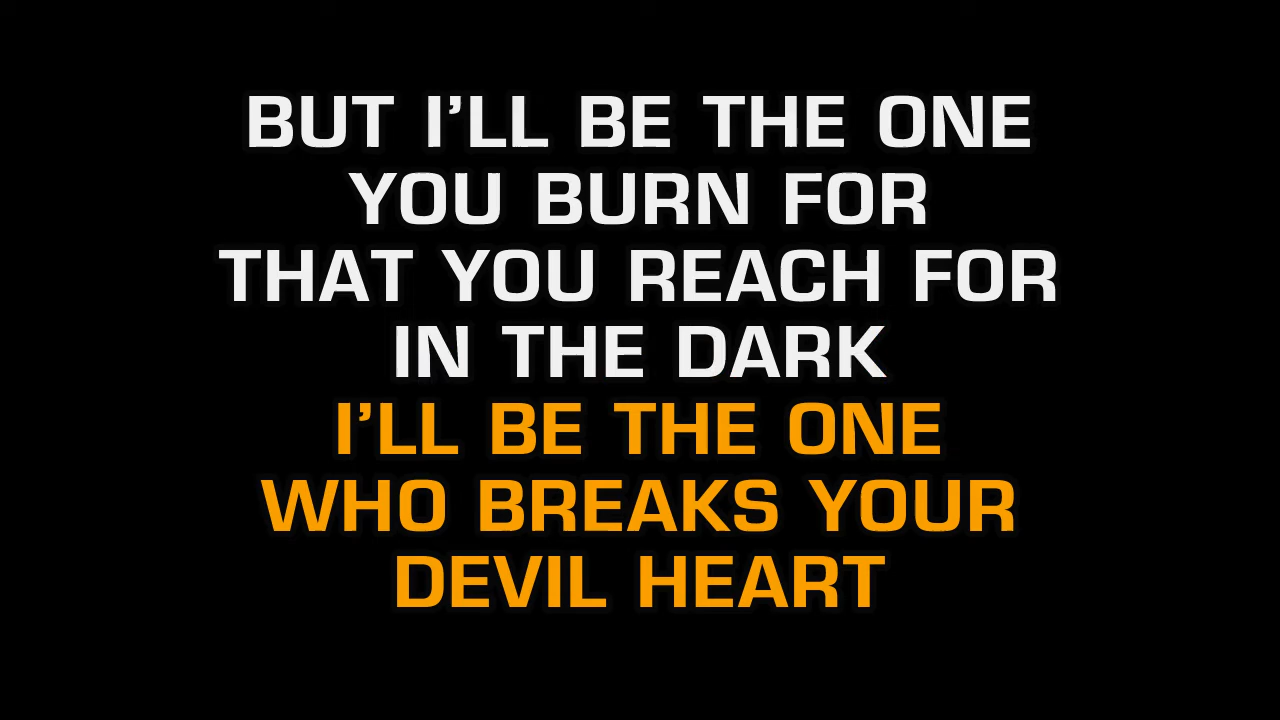 BUT I’LL BE THE ONE
YOU BURN FOR
THAT YOU REACH FOR
IN THE DARK
I’LL BE THE ONE
WHO BREAKS YOUR
DEVIL HEART